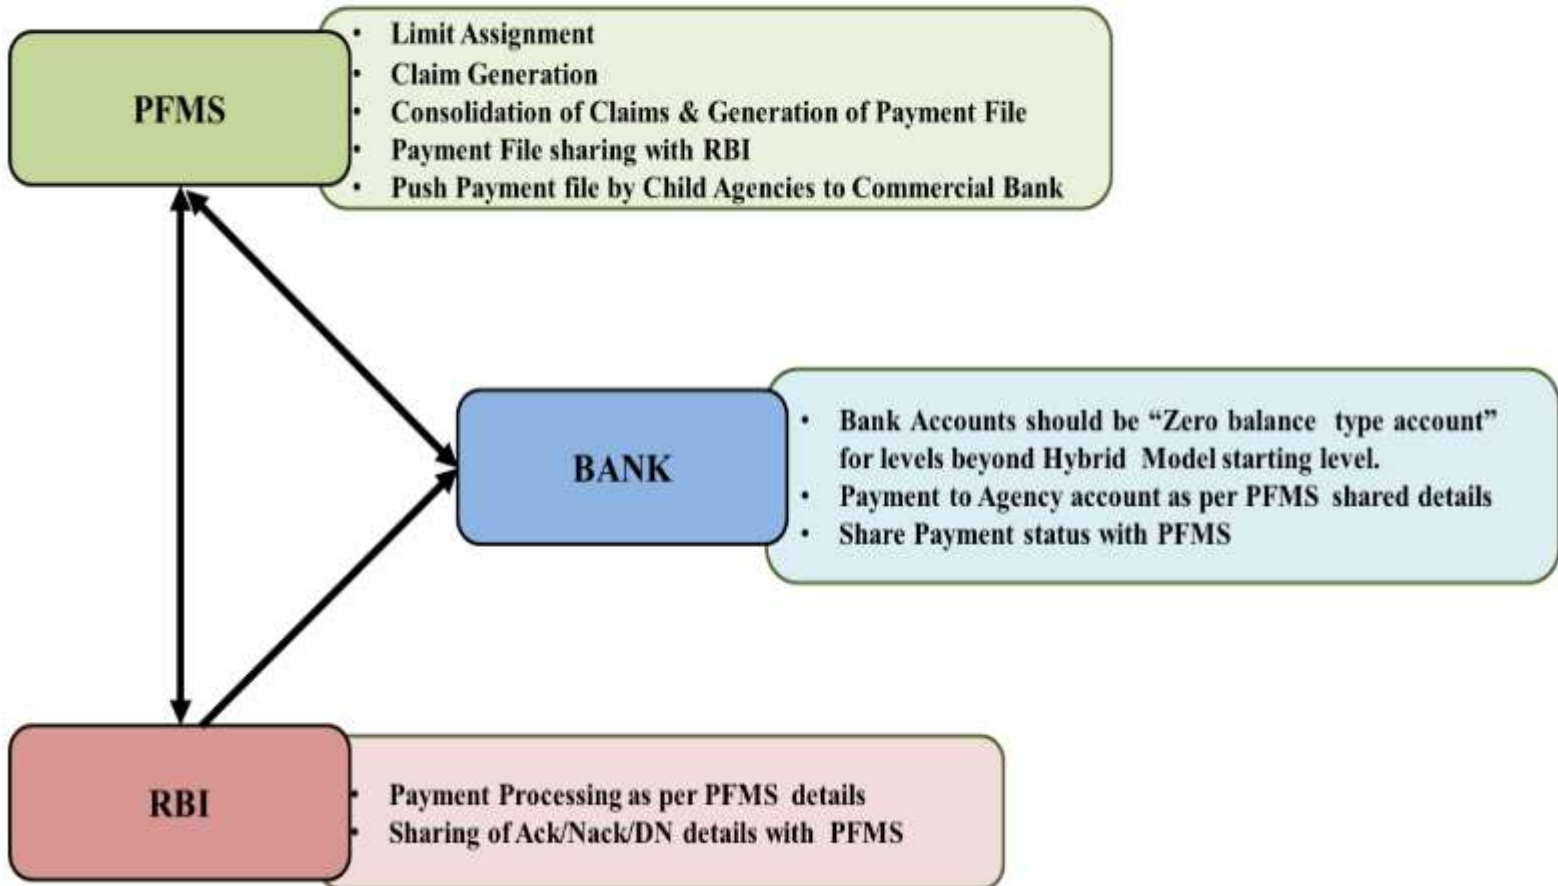 PFMS
• Limit Assignment
• Claim Generation
• Consolidation of Claims & Generation of Payment File
• Payment File sharing with RBI
• Push Payment file by Child Agencies to Commercial Bank
BANK
• Bank Accounts should be “Zero balance type account”
for levels beyond Hybrid Model starting level.
• Payment to Agency account as per PFMS shared details
• Share Payment status with PFMS
RBI
• Payment Processing as per PFMS details
• Sharing of Ack/Nack/DN details with PFMS